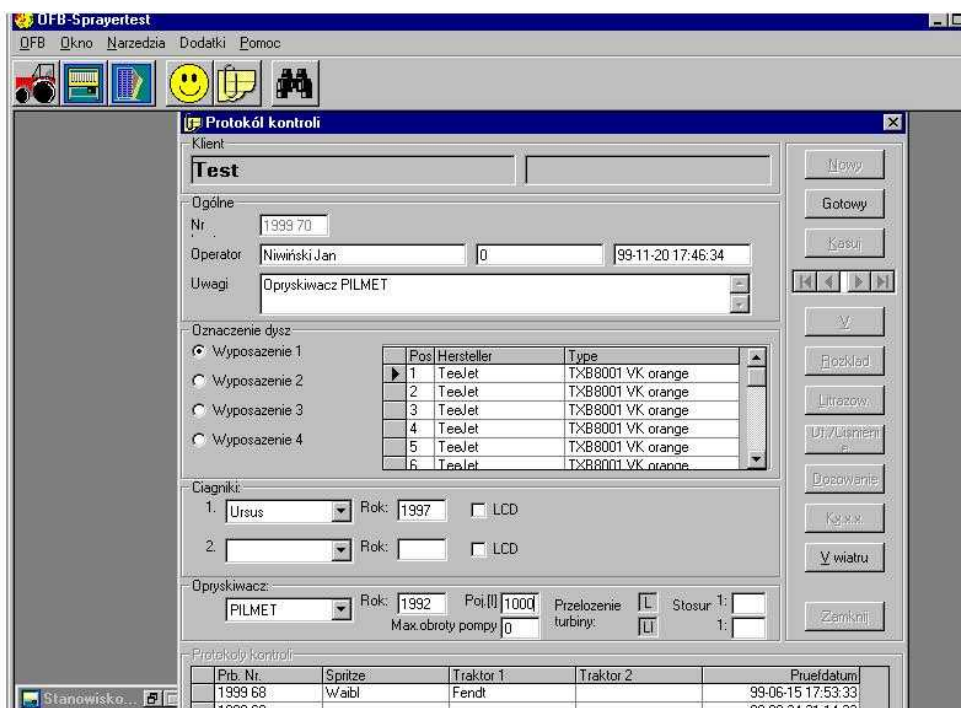 OFB-Sprayertest
OFB Okno Narzedzia Dodatki Pomoc
Protokól kontroli
Klient
Test
Nowy
Ogólne
Gotowy
Nr 1999 70
Kasuj
Operator Niwiński Jan 0 99-11-20 17:46:34
Uwagi Opryskiwacz PILMET
V
Oznaczenie dysz
Wyposazenie 1
Pos Hersteller Type
Rozklad
1 TeeJet TXB8001 VK orange
Wyposazenie 2
2 TeeJet TXB8001 VK orange
Litrazow.
3 TeeJet TXB8001 VK orange
Wyposazenie 3
4 TeeJet TXB8001 VK orange
Wyposazenie 4
5 TeeJet TXB8001 VK orange
6 TeeJet TXB8001 VK orange
Dozowanie
Ciagniki:
1. Ursus Rok: 1997 LCD
Kx.x.x.
2. Rok: LCD
V wiatru
Opryskiwacz:
PILMET Rok: 1992 Poj.[l] 1000 Przelozenie turbiny: L LI Stosur 1: 1:
Max.obroty pompy 0
Zamknij
Protokoly kontroli
Prb. Nr. Spritze Traktor 1 Traktor 2 Pruefdatum
1999 68 Waibl Fendt 99-06-15 17:53:33
Stanowisko...